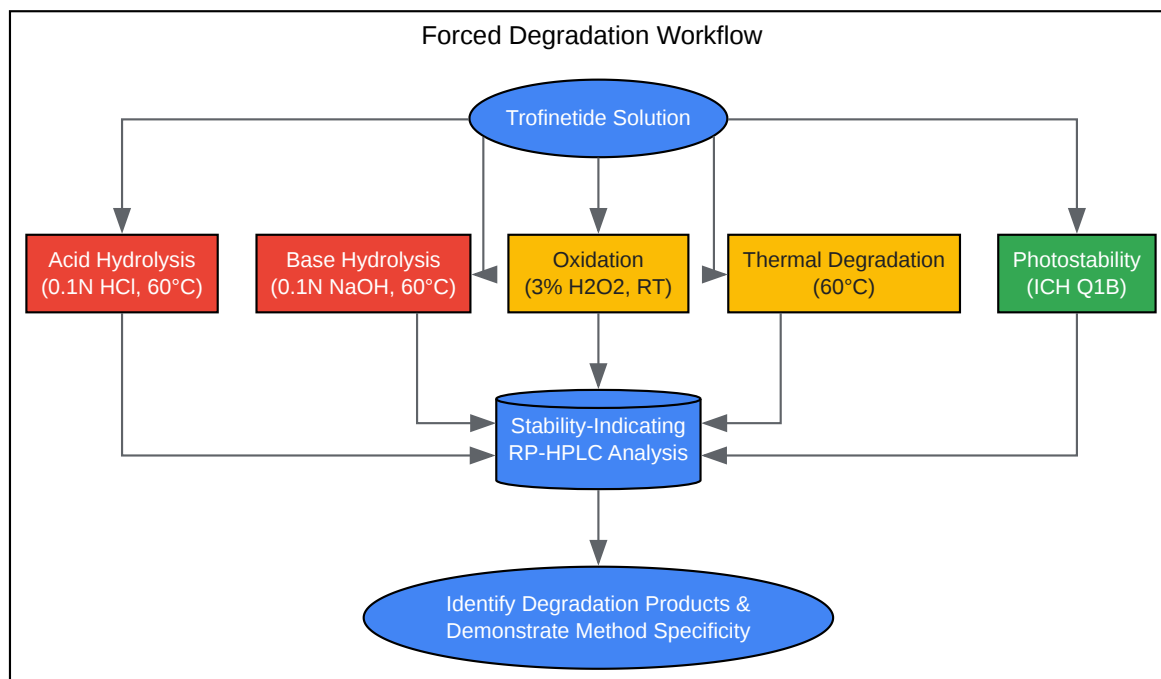 Forced Degradation Workflow
Trofinetide Solution
Acid Hydrolysis
(0.1N HCl, 60°C)
Base Hydrolysis
(0.1N NaOH, 60°C)
Oxidation
(3% H2O2, RT)
Thermal Degradation
(60°C)
Photostability
(ICH Q1B)
Stability-Indicating
RP-HPLC Analysis
Identify Degradation Products &
Demonstrate Method Specificity